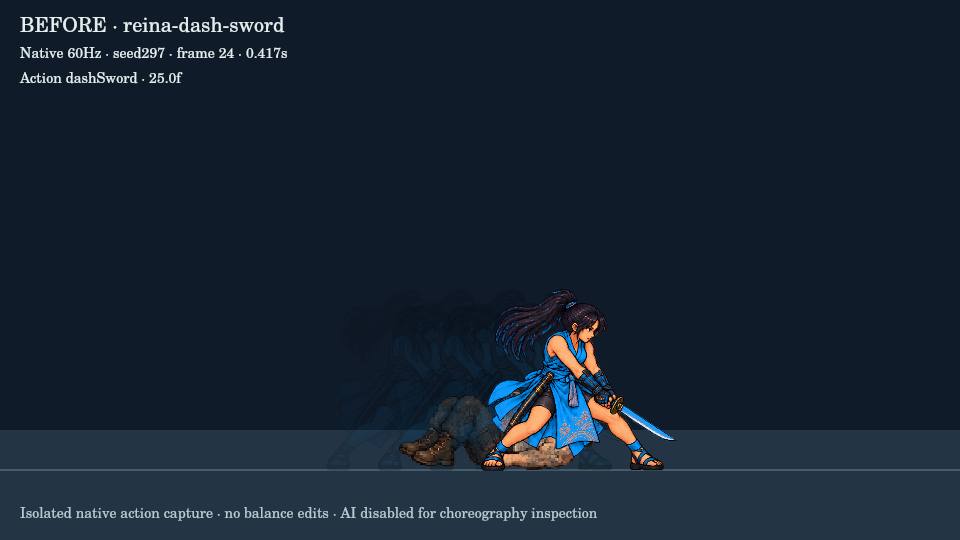 BEFORE · reina-dash-sword
Native 60Hz · seed297 · frame 24 · 0.417s
Action dashSword · 25.0f
Isolated native action capture · no balance edits · AI disabled for choreography inspection